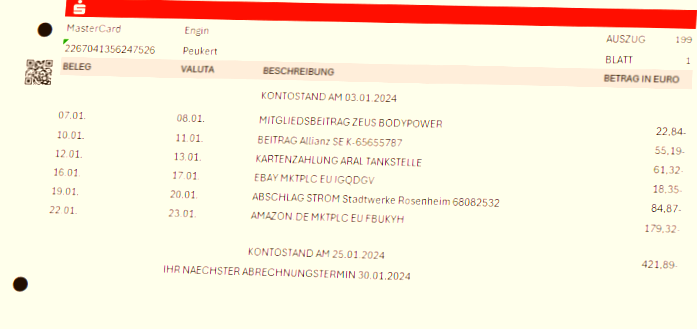 MasterCard Engin AUSZUG 199
2267041356247526 Peukert BLATT 1
BELEG VALUTA BESCHREIBUNG BETRAG IN EURO
KONTOSTAND AM 03.01.2024
07.01. 08.01. MITGLIEDSBEITRAG ZEUS BODYPOWER 22,84-
10.01. 11.01. BEITRAG Allianz SE K-65655787 55,19-
12.01. 13.01. KARTENZAHLUNG ARAL TANKSTELLE 61,32-
16.01. 17.01. EBAY MKTPLC EU IGQDGV 18,35-
19.01. 20.01. ABSCHLAG STROM Stadtwerke Rosenheim 68082532 84,87-
22.01. 23.01. AMAZON.DE MKTPLC EU FBUKYH 179,32-
KONTOSTAND AM 25.01.2024 421,89-
IHR NAECHSTER ABRECHNUNGSTERMIN 30.01.2024